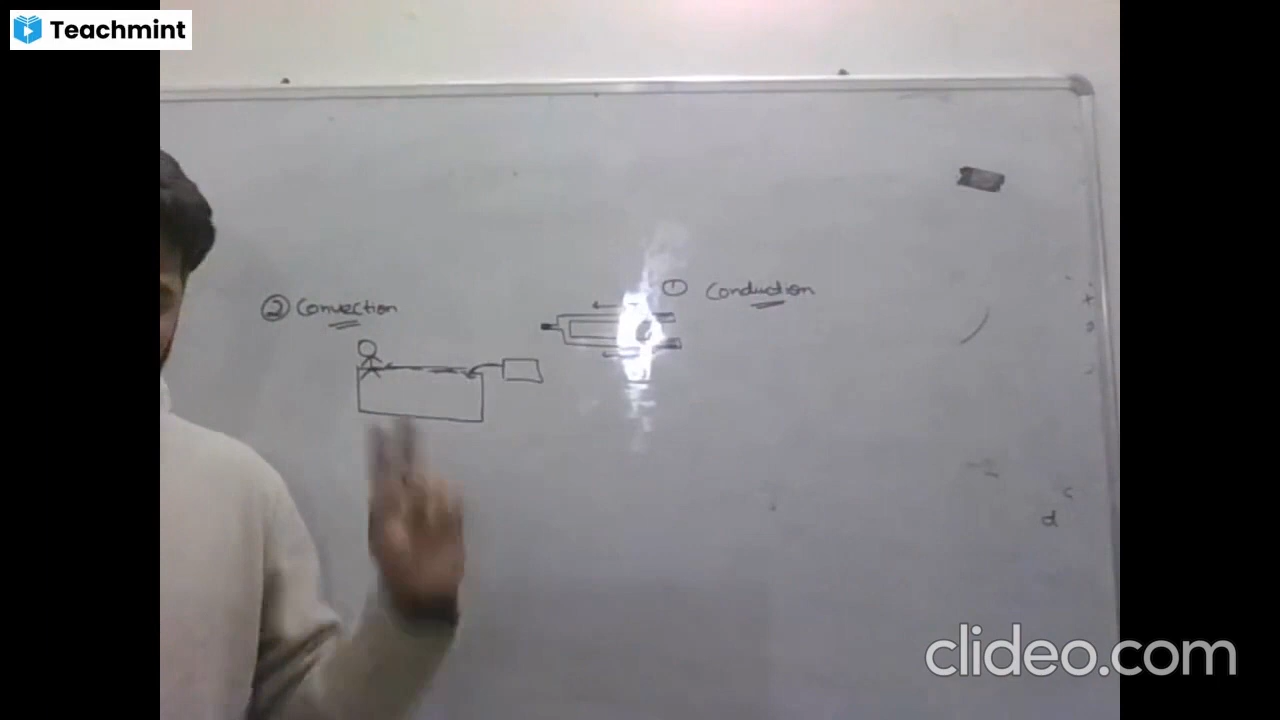 Teachmint
① Conduction
② Convection
c
d
clideo.com